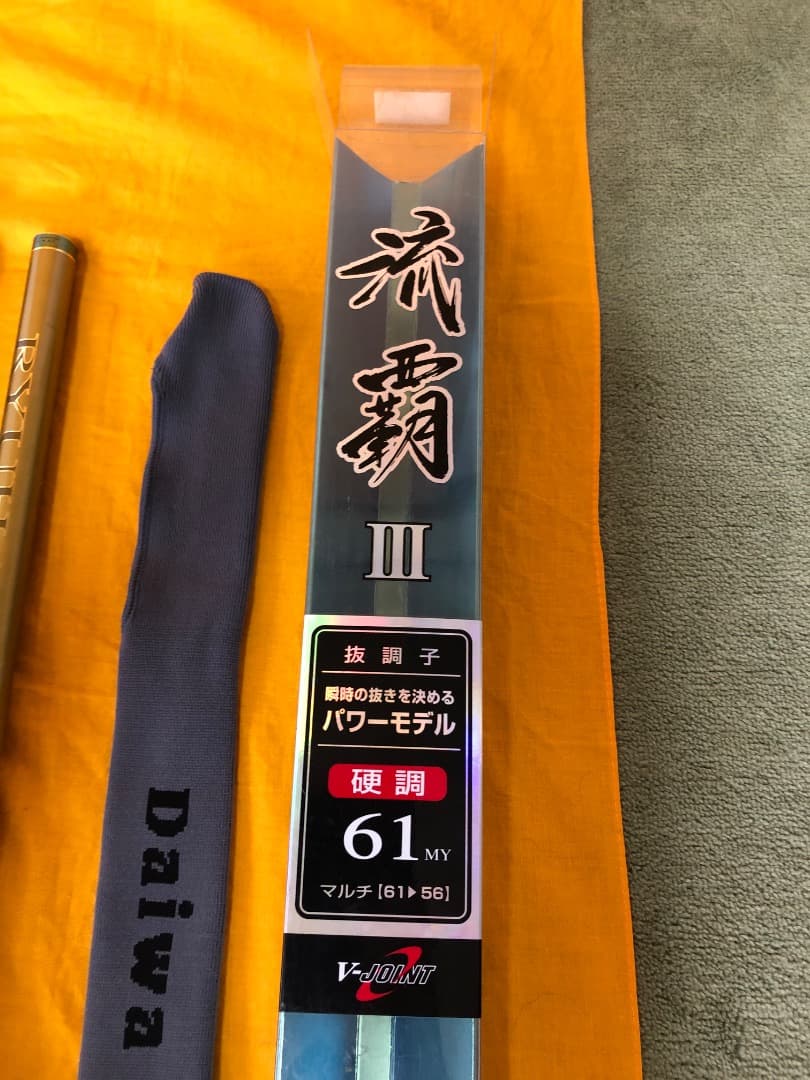 流覇
III
抜調子
瞬時の抜きを決める
パワーモデル
硬調
61MY
マルチ【61▶56】
V-JOINT
Daiwa